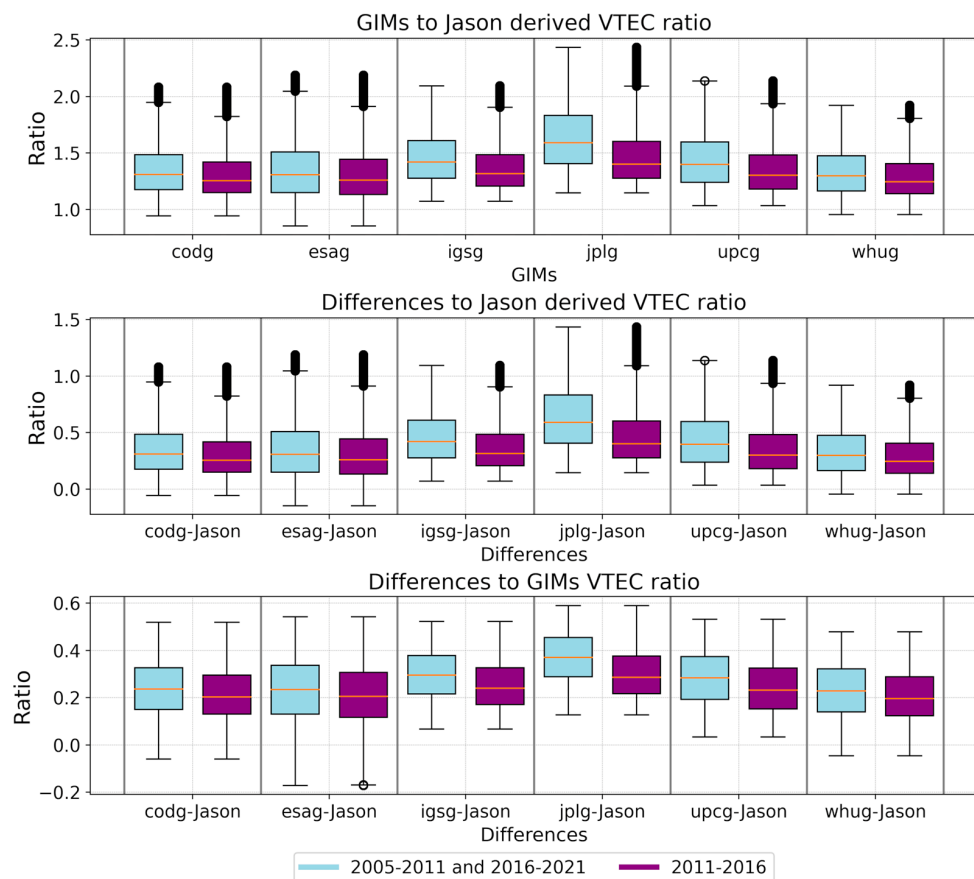 GIMs to Jason derived VTEC ratio
2.5
2.0
1.5
1.0
Ratio
codg esag igsg jplg upcg whug
GIMs
Differences to Jason derived VTEC ratio
1.5
1.0
0.5
0.0
Ratio
codg-Jason esag-Jason igsg-Jason jplg-Jason upcg-Jason whug-Jason
Differences
Differences to GIMs VTEC ratio
0.6
0.4
0.2
0.0
−0.2
Ratio
codg-Jason esag-Jason igsg-Jason jplg-Jason upcg-Jason whug-Jason
Differences
2005-2011 and 2016-2021 2011-2016